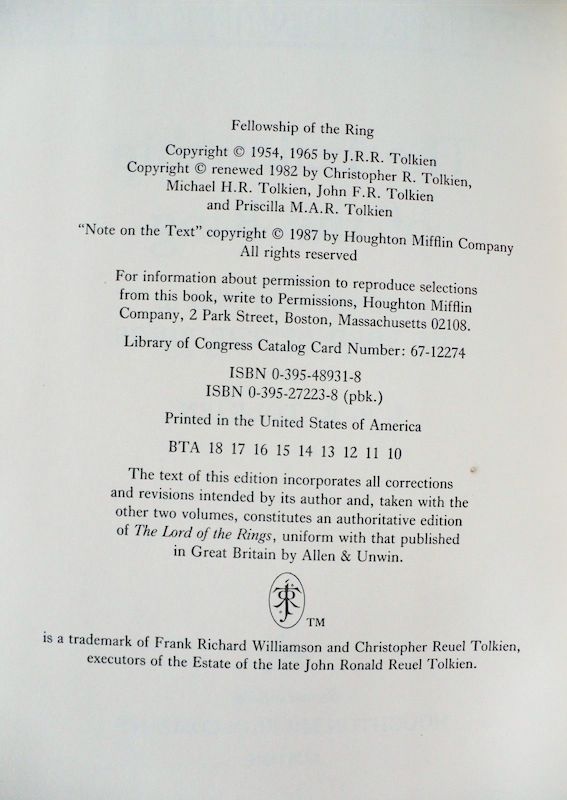 Fellowship of the Ring
Copyright © 1954, 1965 by J.R.R. Tolkien
Copyright © renewed 1982 by Christopher R. Tolkien,
Michael H.R. Tolkien, John F.R. Tolkien
and Priscilla M.A.R. Tolkien
“Note on the Text” copyright © 1987 by Houghton Mifflin Company
All rights reserved
For information about permission to reproduce selections
from this book, write to Permissions, Houghton Mifflin
Company, 2 Park Street, Boston, Massachusetts 02108.
Library of Congress Catalog Card Number: 67-12274
ISBN 0-395-48931-8
ISBN 0-395-27223-8 (pbk.)
Printed in the United States of America
BTA 18 17 16 15 14 13 12 11 10
The text of this edition incorporates all corrections
and revisions intended by its author and, taken with the
other two volumes, constitutes an authoritative edition
of The Lord of the Rings, uniform with that published
in Great Britain by Allen & Unwin.
TM
is a trademark of Frank Richard Williamson and Christopher Reuel Tolkien,
executors of the Estate of the late John Ronald Reuel Tolkien.